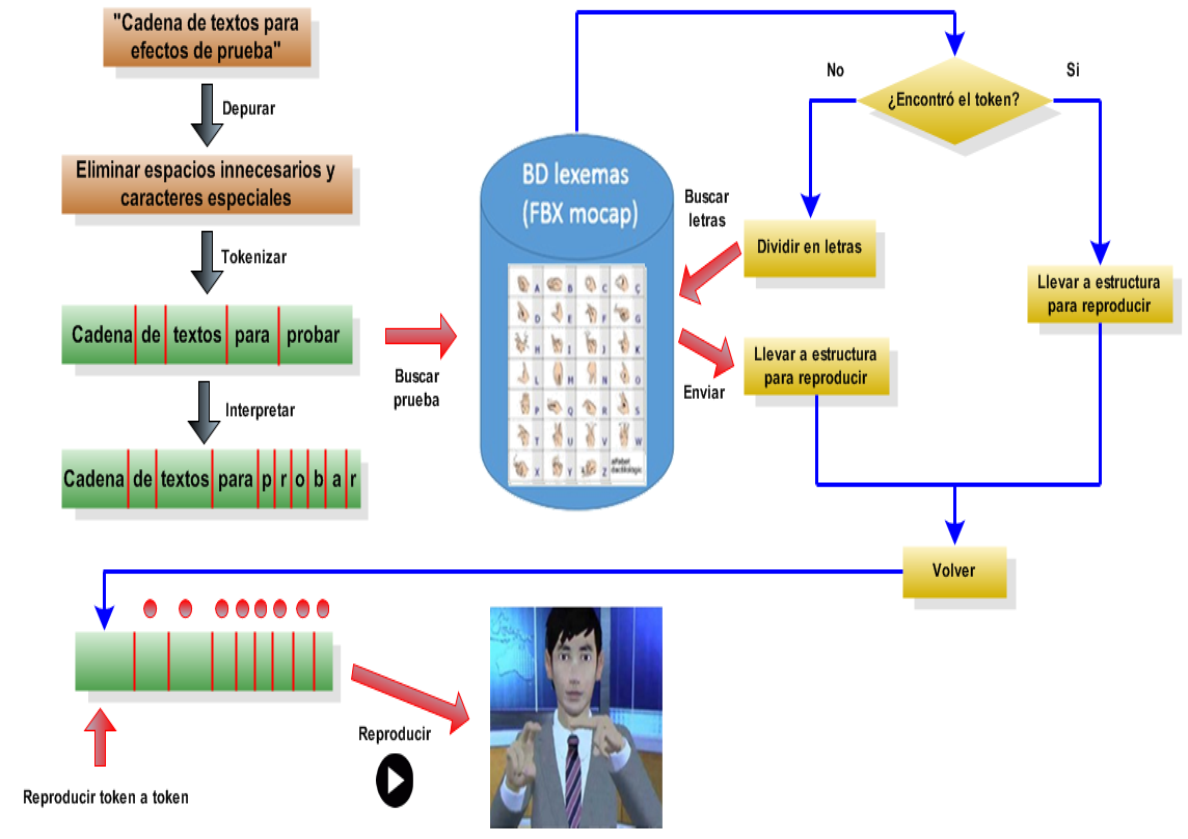 "Cadena de textos para
efectos de prueba"
Depurar
Eliminar espacios innecesarios y
caracteres especiales
Tokenizar
Cadena de textos para probar
Interpretar
Cadena de textos para p r o b a r
Buscar
prueba
BD lexemas
(FBX mocap)
A B C Ç
D E F G
H I J K
L M N O
P Q R S
T U V W
X Y Z
Buscar
letras
Enviar
¿Encontró el token?
No
Si
Dividir en letras
Llevar a estructura
para reproducir
Llevar a estructura
para reproducir
Volver
Reproducir token a token
Reproducir